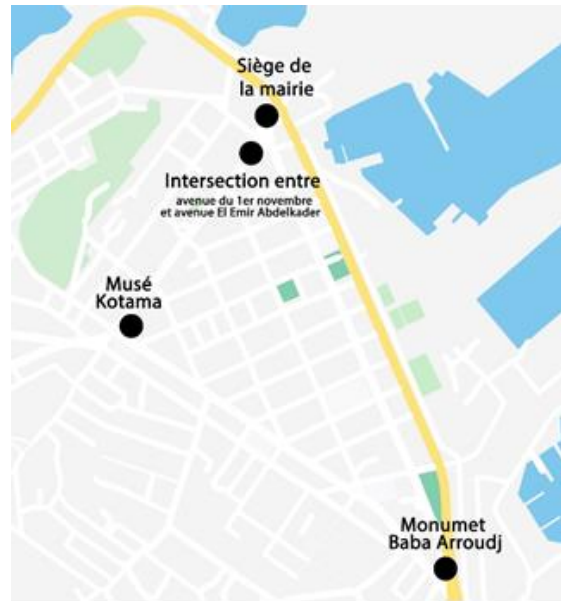 Siège de
la mairie
Intersection entre
avenue du 1er novembre
et avenue El Emir Abdelkader
Musé
Kotama
Monumet
Baba Arroudj